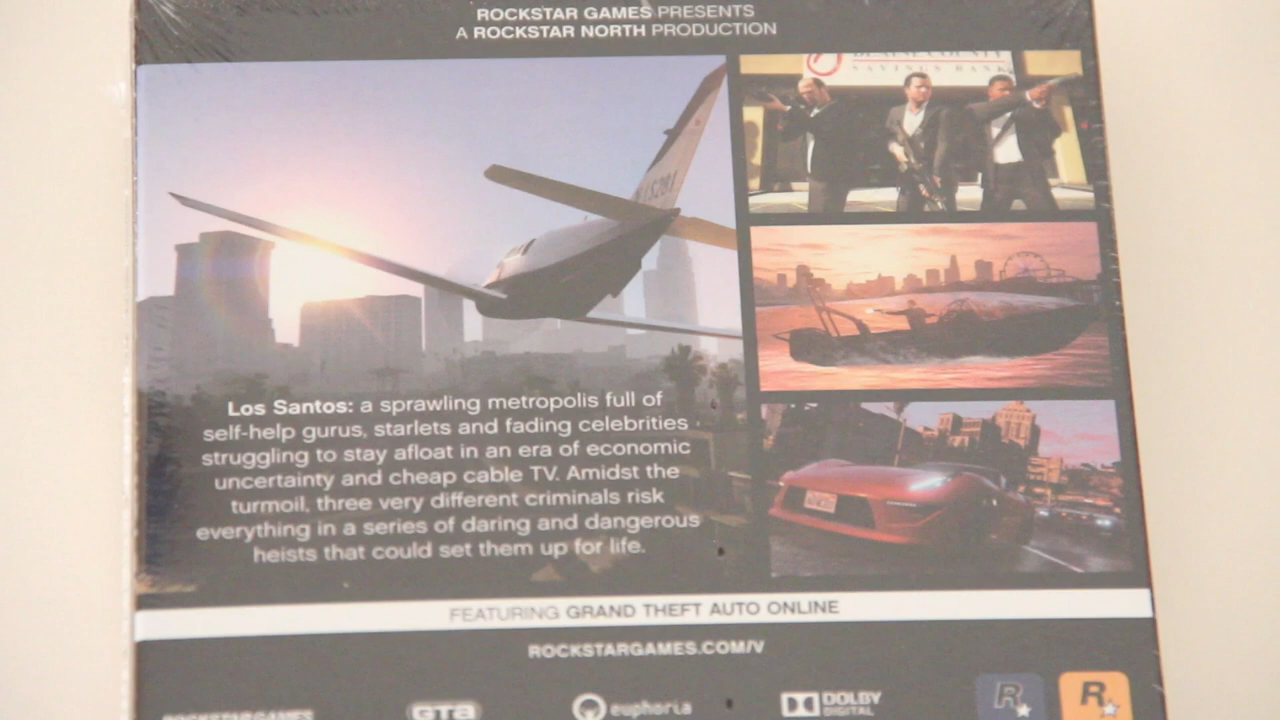 ROCKSTAR GAMES PRESENTS
A ROCKSTAR NORTH PRODUCTION
SAVINGS BANK
Los Santos: a sprawling metropolis full of
self-help gurus, starlets and fading celebrities
struggling to stay afloat in an era of economic
uncertainty and cheap cable TV. Amidst the
turmoil, three very different criminals risk
everything in a series of daring and dangerous
heists that could set them up for life.
FEATURING GRAND THEFT AUTO ONLINE
ROCKSTARGAMES.COM/V
ROCKSTARGAMES
GTA
euphoria
DOLBY
DIGITAL
R
R